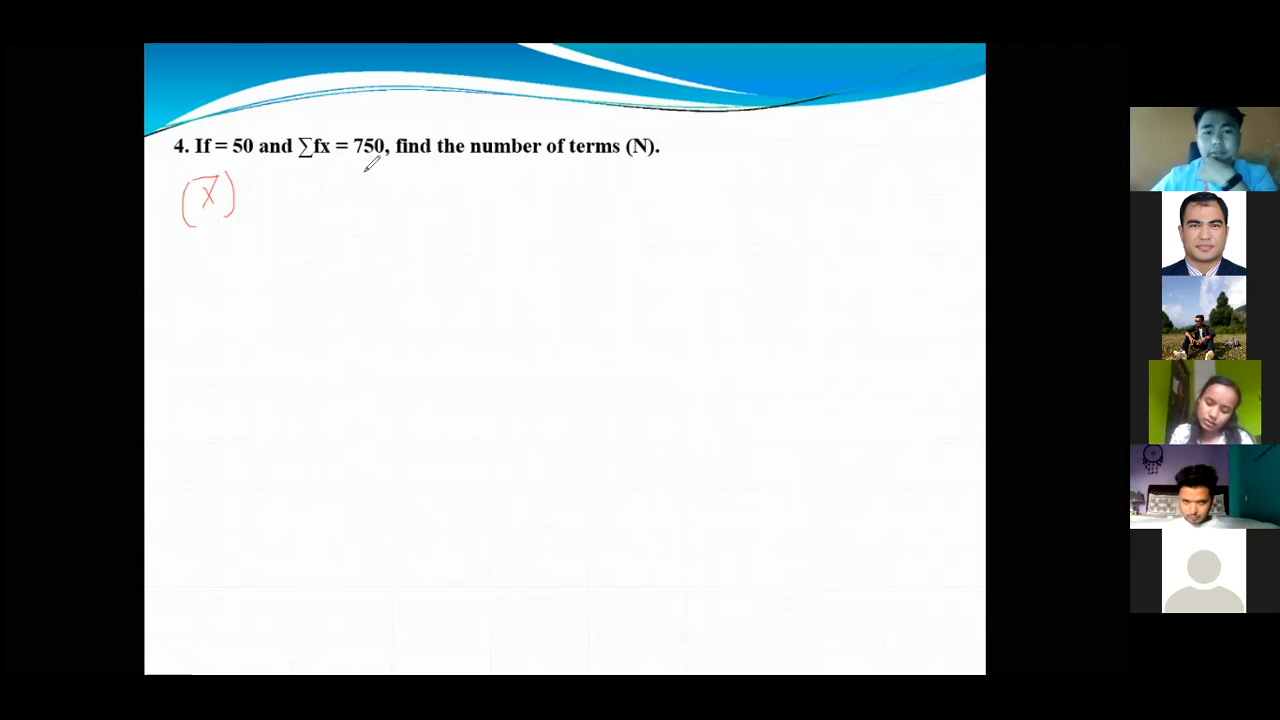 4. If = 50 and ∑fx = 750, find the number of terms (N).
(X̄)